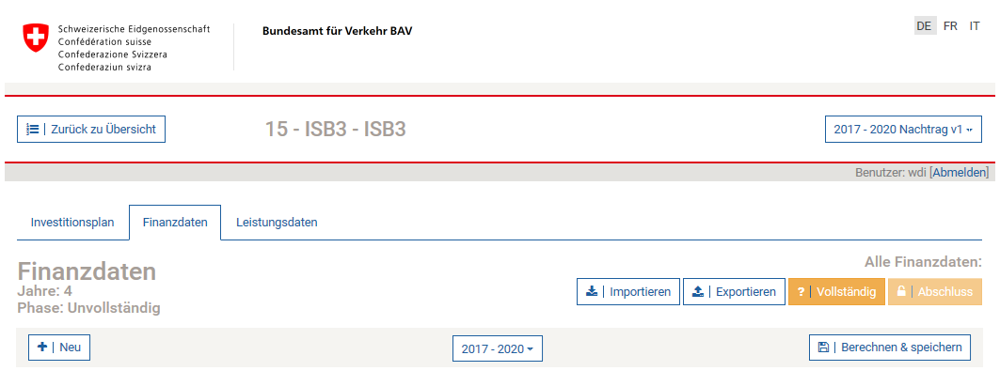 Schweizerische Eidgenossenschaft
Confédération suisse
Confederazione Svizzera
Confederaziun svizra
Bundesamt für Verkehr BAV
DE FR IT
Zurück zu Übersicht
15 - ISB3 - ISB3
2017 - 2020 Nachtrag v1
Benutzer: wdi [Abmelden]
Investitionsplan Finanzdaten Leistungsdaten
Finanzdaten
Jahre: 4
Phase: Unvollständig
Alle Finanzdaten:
Importieren Exportieren ? Vollständig Abschluss
Neu 2017 - 2020 Berechnen & speichern